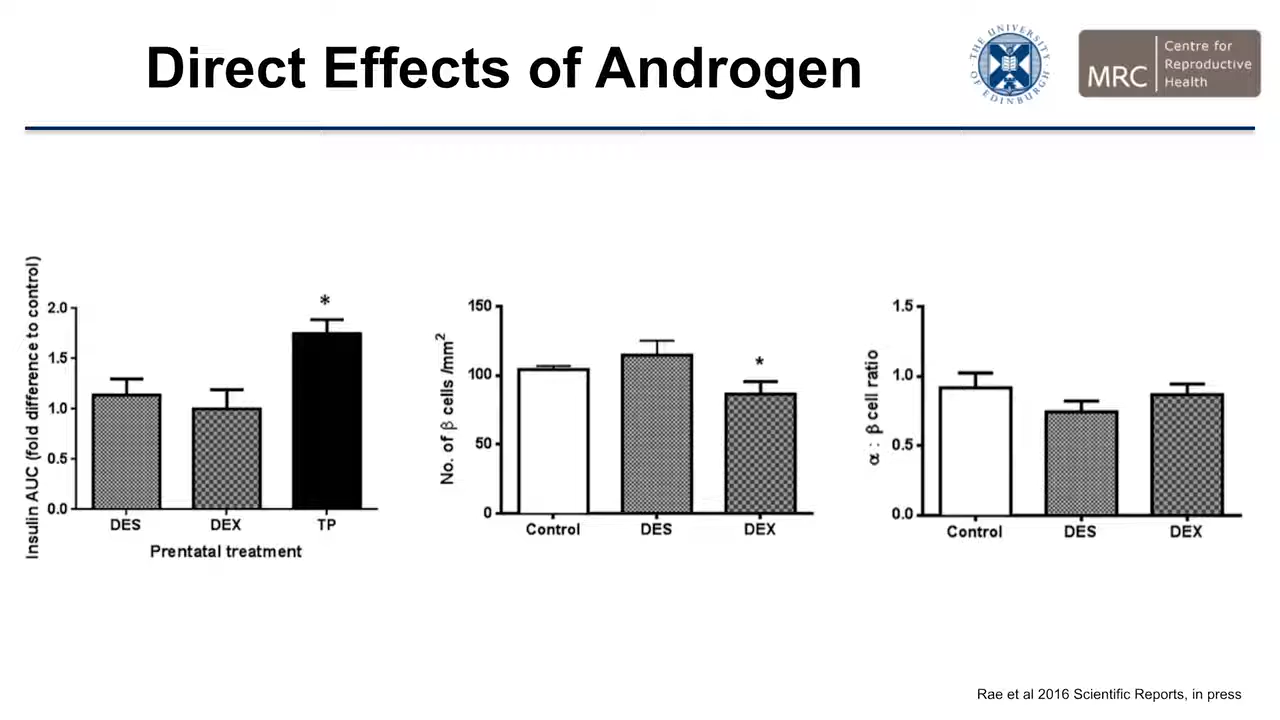 Direct Effects of Androgen
THE UNIVERSITY OF EDINBURGH
MRC
Centre for
Reproductive
Health
Insulin AUC (fold difference to control)
2.0
1.5
1.0
0.5
0.0
*
DES DEX TP
Prentatal treatment
No. of β cells /mm²
150
100
50
0
*
Control DES DEX
α : β cell ratio
1.5
1.0
0.5
0.0
Control DES DEX
Rae et al 2016 Scientific Reports, in press